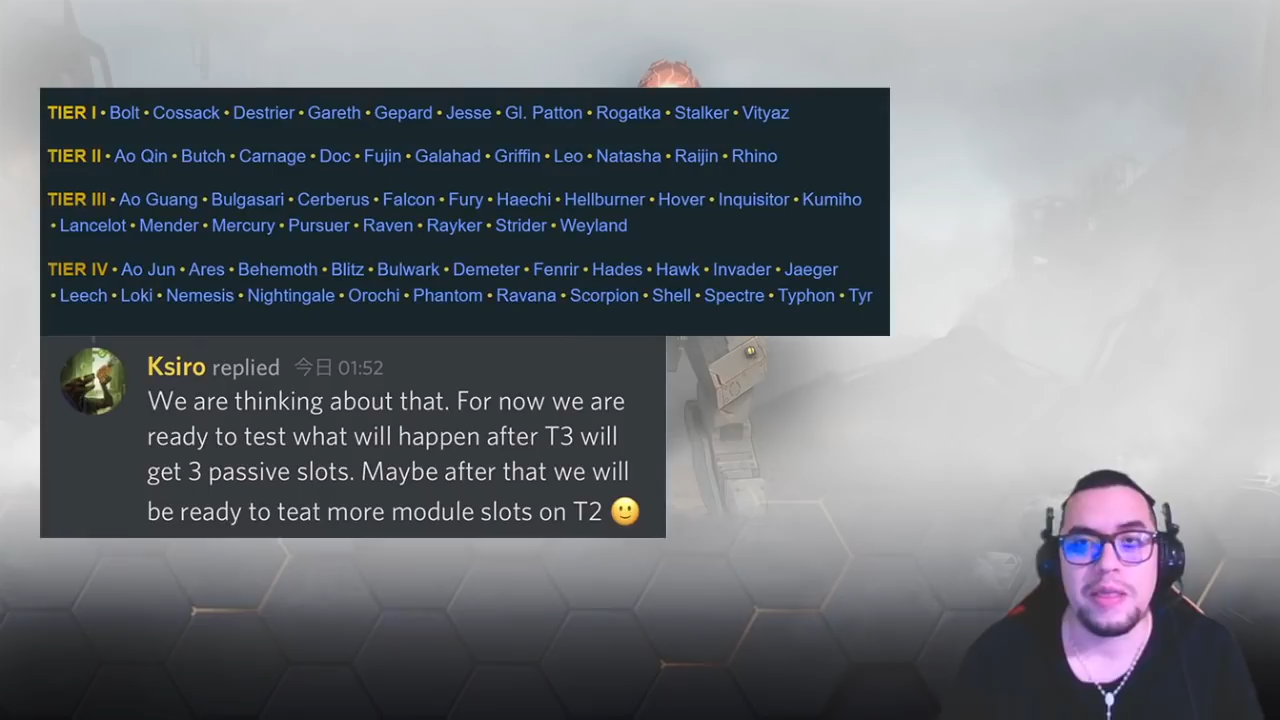 TIER I • Bolt • Cossack • Destrier • Gareth • Gepard • Jesse • Gl. Patton • Rogatka • Stalker • Vityaz
TIER II • Ao Qin • Butch • Carnage • Doc • Fujin • Galahad • Griffin • Leo • Natasha • Raijin • Rhino
TIER III • Ao Guang • Bulgasari • Cerberus • Falcon • Fury • Haechi • Hellburner • Hover • Inquisitor • Kumiho
• Lancelot • Mender • Mercury • Pursuer • Raven • Rayker • Strider • Weyland
TIER IV • Ao Jun • Ares • Behemoth • Blitz • Bulwark • Demeter • Fenrir • Hades • Hawk • Invader • Jaeger
• Leech • Loki • Nemesis • Nightingale • Orochi • Phantom • Ravana • Scorpion • Shell • Spectre • Typhon • Tyr
Ksiro replied 今日 01:52
We are thinking about that. For now we are
ready to test what will happen after T3 will
get 3 passive slots. Maybe after that we will
be ready to teat more module slots on T2 🙂